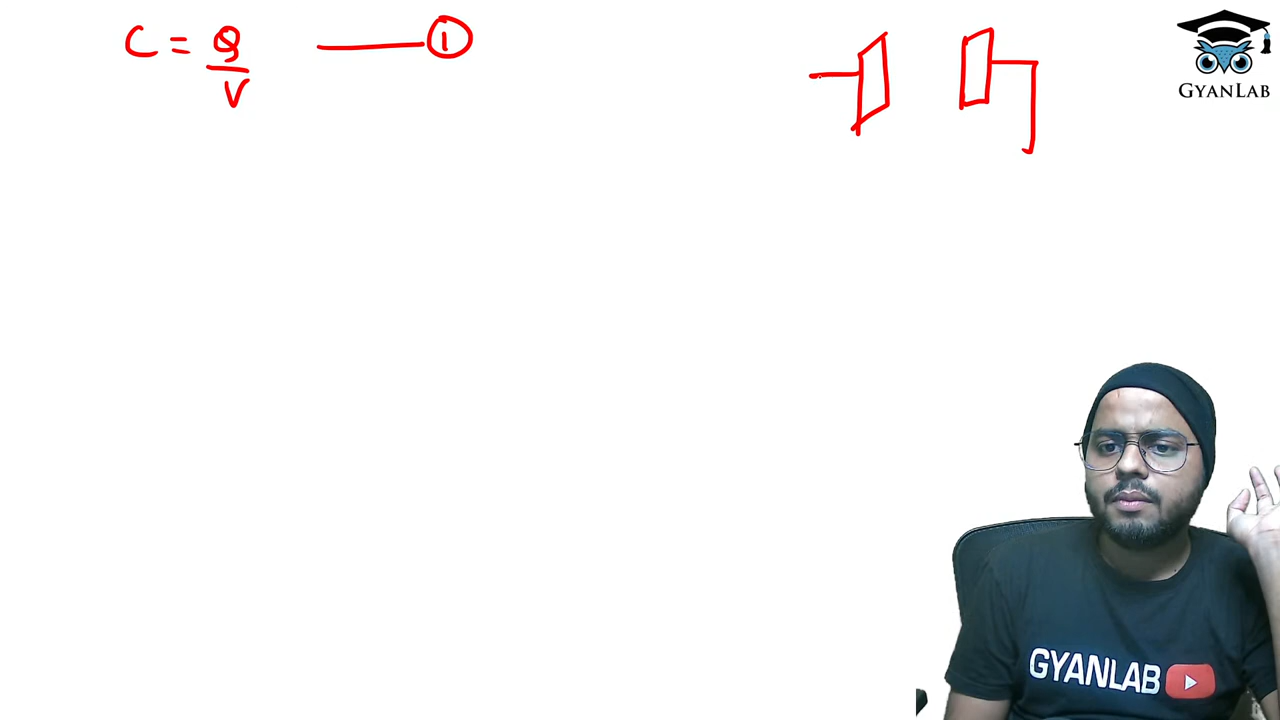 C = Q/V ——— ①
GYANLAB
GYANLAB